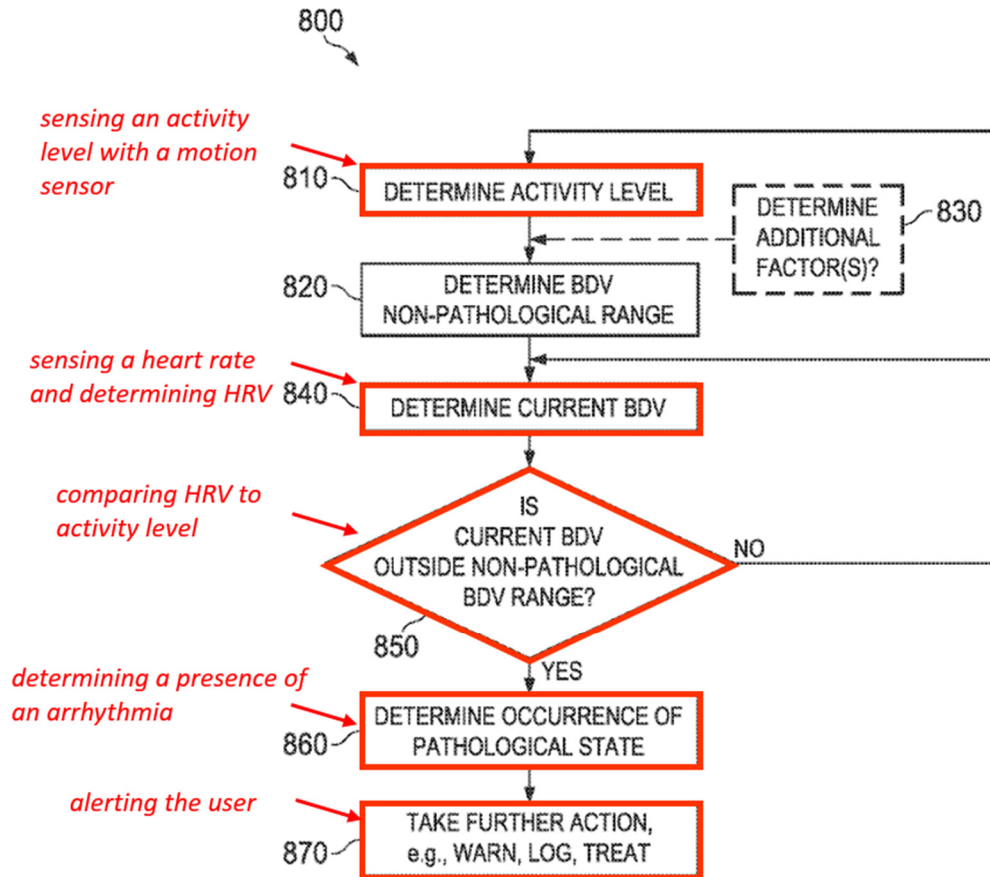 800
sensing an activity
level with a motion
sensor
810
DETERMINE ACTIVITY LEVEL
DETERMINE
ADDITIONAL
FACTOR(S)?
830
820
DETERMINE BDV
NON-PATHOLOGICAL RANGE
sensing a heart rate
and determining HRV
840
DETERMINE CURRENT BDV
comparing HRV to
activity level
IS
CURRENT BDV
OUTSIDE NON-PATHOLOGICAL
BDV RANGE?
NO
850
YES
determining a presence of
an arrhythmia
860
DETERMINE OCCURRENCE OF
PATHOLOGICAL STATE
alerting the user
870
TAKE FURTHER ACTION,
e.g., WARN, LOG, TREAT